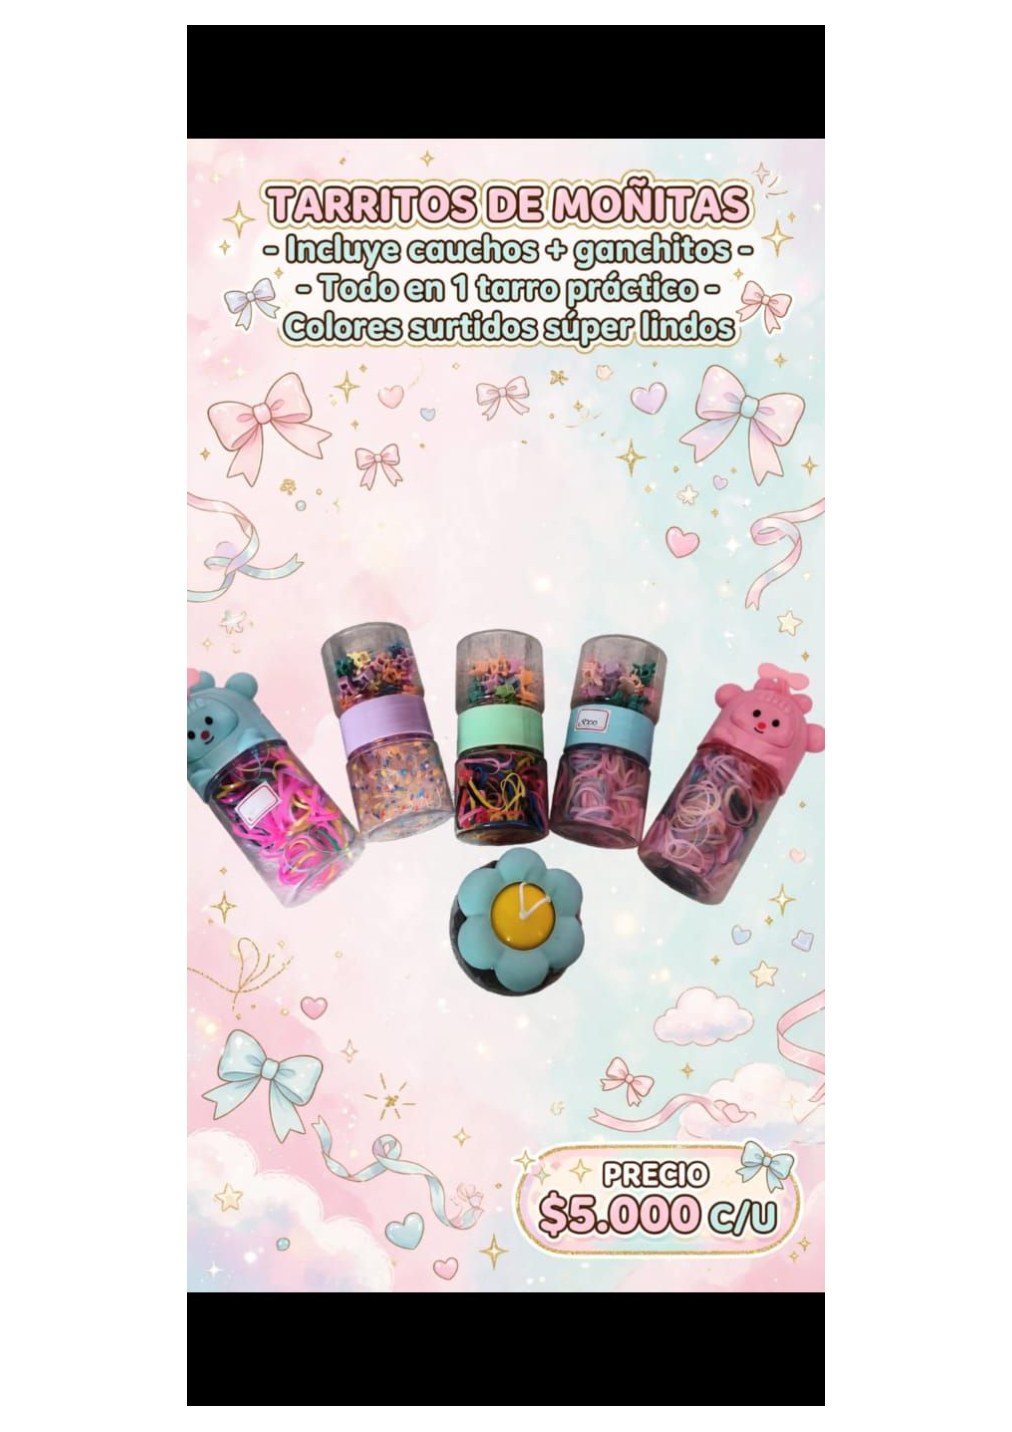 TARRITOS DE MOÑITAS
- Incluye cauchos + ganchitos -
- Todo en 1 tarro práctico -
Colores surtidos súper lindos
PRECIO
$5.000 C/U